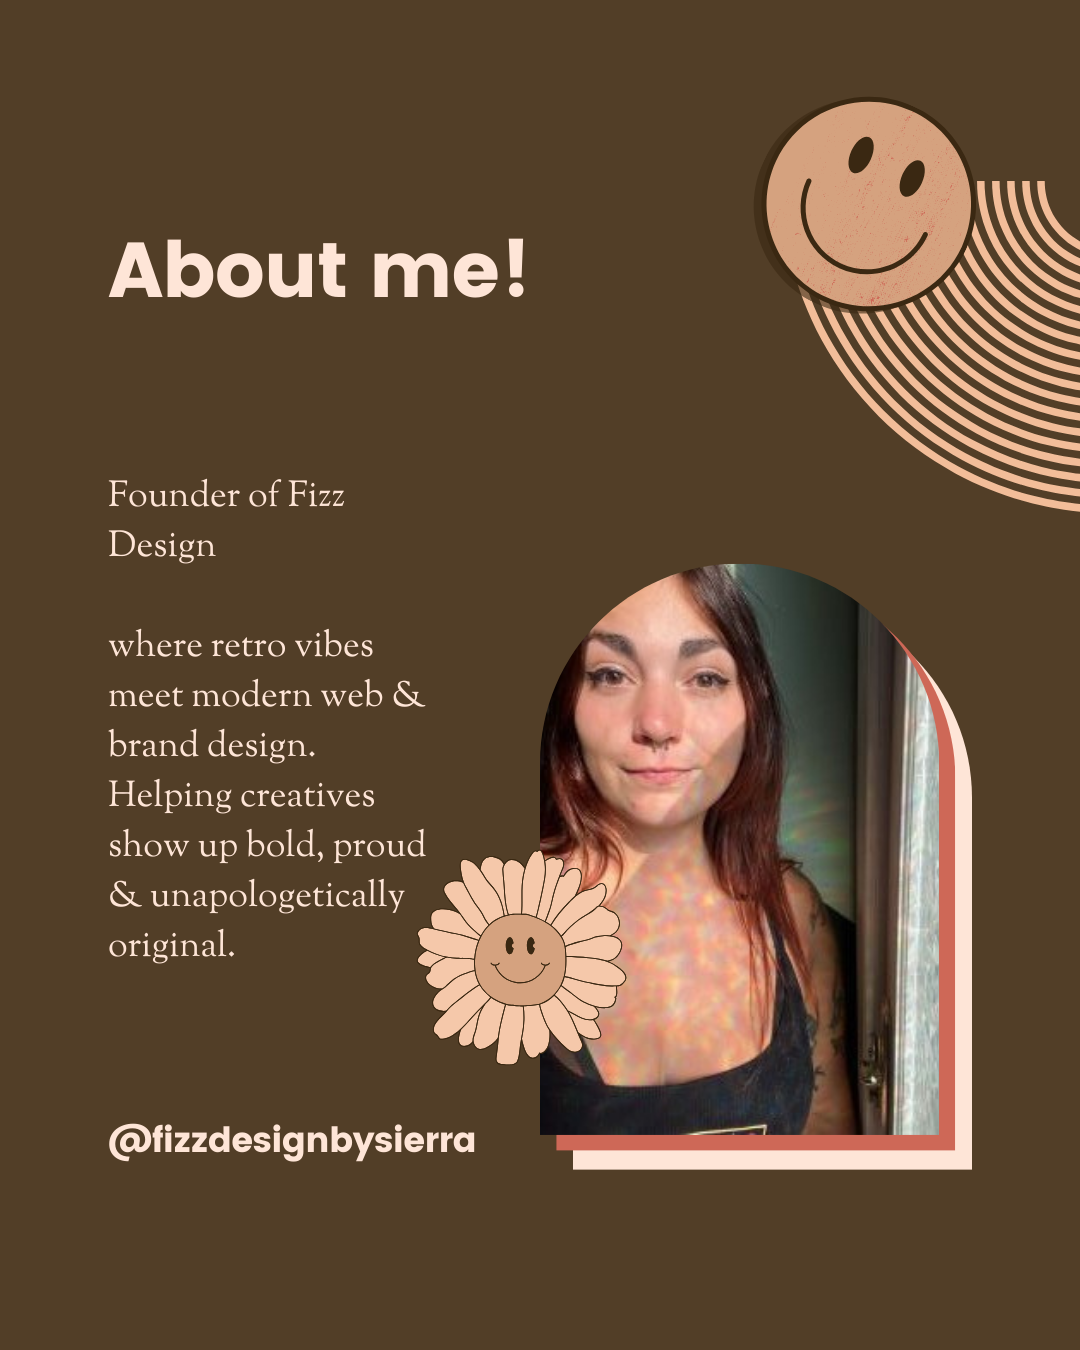 About me!
Founder of Fizz
Design
where retro vibes
meet modern web &
brand design.
Helping creatives
show up bold, proud
& unapologetically
original.
@fizzdesignbysierra